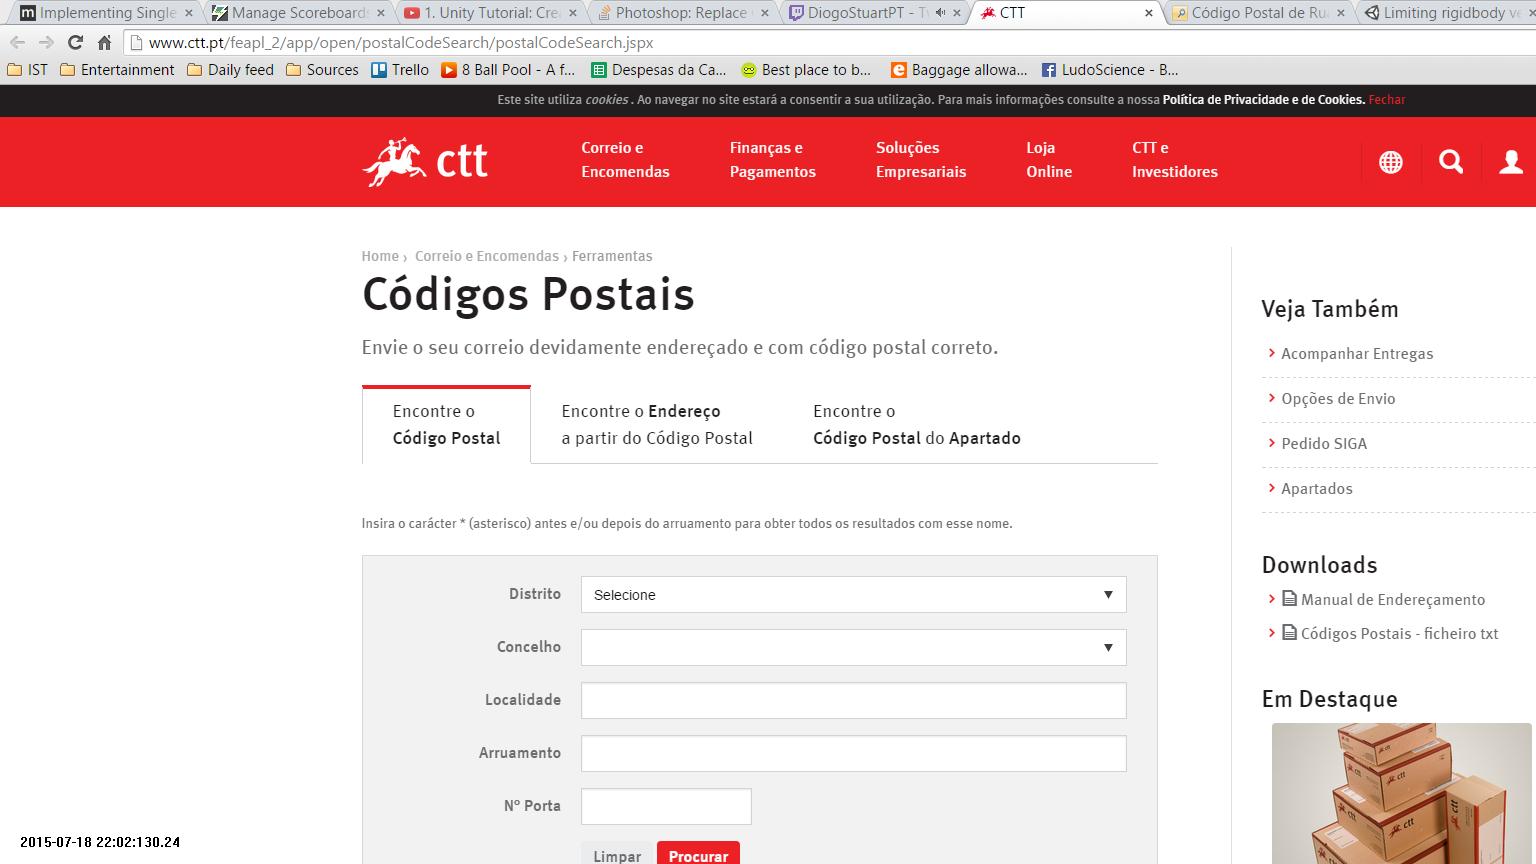 Implementing Single
Manage Scoreboards
1. Unity Tutorial: Cre
Photoshop: Replace
DiogoStuartPT - Tw
CTT
Código Postal de Rua
Limiting rigidbody ve
www.ctt.pt/feapl_2/app/open/postalCodeSearch/postalCodeSearch.jspx
IST
Entertainment
Daily feed
Sources
Trello
8 Ball Pool - A f...
Despesas da Ca...
Best place to b...
Baggage allowa...
LudoScience - B...
Este site utiliza cookies . Ao navegar no site estará a consentir a sua utilização. Para mais informações consulte a nossa Política de Privacidade e de Cookies. Fechar
ctt
Correio e
Encomendas
Finanças e
Pagamentos
Soluções
Empresariais
Loja
Online
CTT e
Investidores
Home › Correio e Encomendas › Ferramentas
Códigos Postais
Envie o seu correio devidamente endereçado e com código postal correto.
Encontre o
Código Postal
Encontre o Endereço
a partir do Código Postal
Encontre o
Código Postal do Apartado
Insira o carácter * (asterisco) antes e/ou depois do arruamento para obter todos os resultados com esse nome.
Distrito
Selecione
Concelho
Localidade
Arruamento
Nº Porta
Limpar
Procurar
Veja Também
Acompanhar Entregas
Opções de Envio
Pedido SIGA
Apartados
Downloads
Manual de Endereçamento
Códigos Postais - ficheiro txt
Em Destaque
ctt
ctt
ctt
ctt
2015-07-18 22:02:130.24